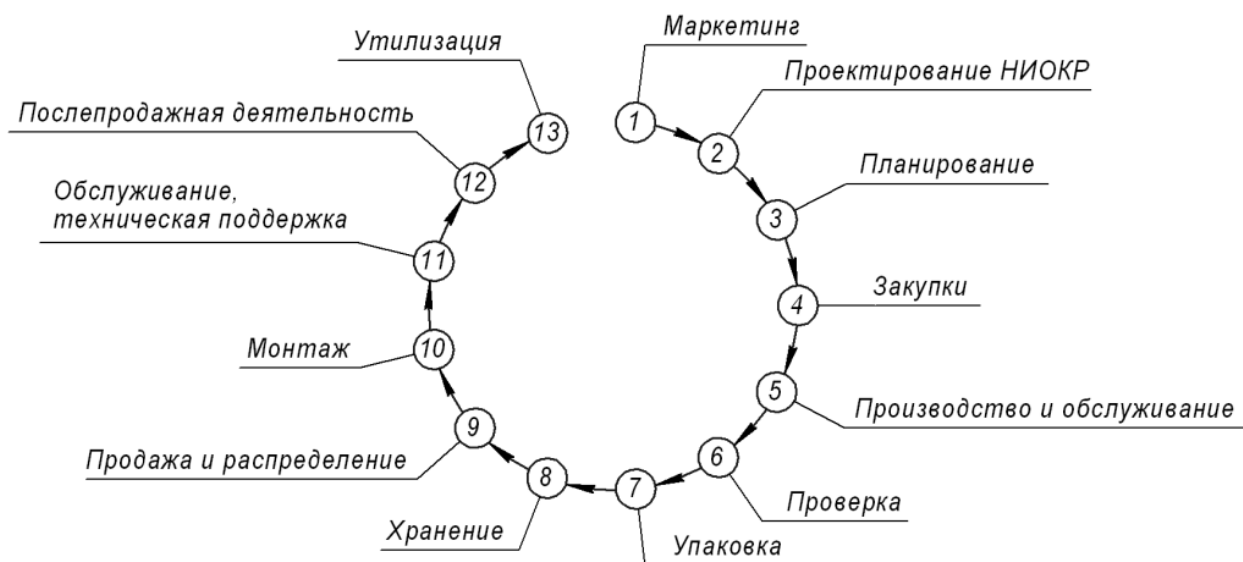 Маркетинг
1
Проектирование НИОКР
2
Планирование
3
Закупки
4
Производство и обслуживание
5
Проверка
6
Упаковка
7
Хранение
8
Продажа и распределение
9
Монтаж
10
Обслуживание,
техническая поддержка
11
Послепродажная деятельность
12
Утилизация
13